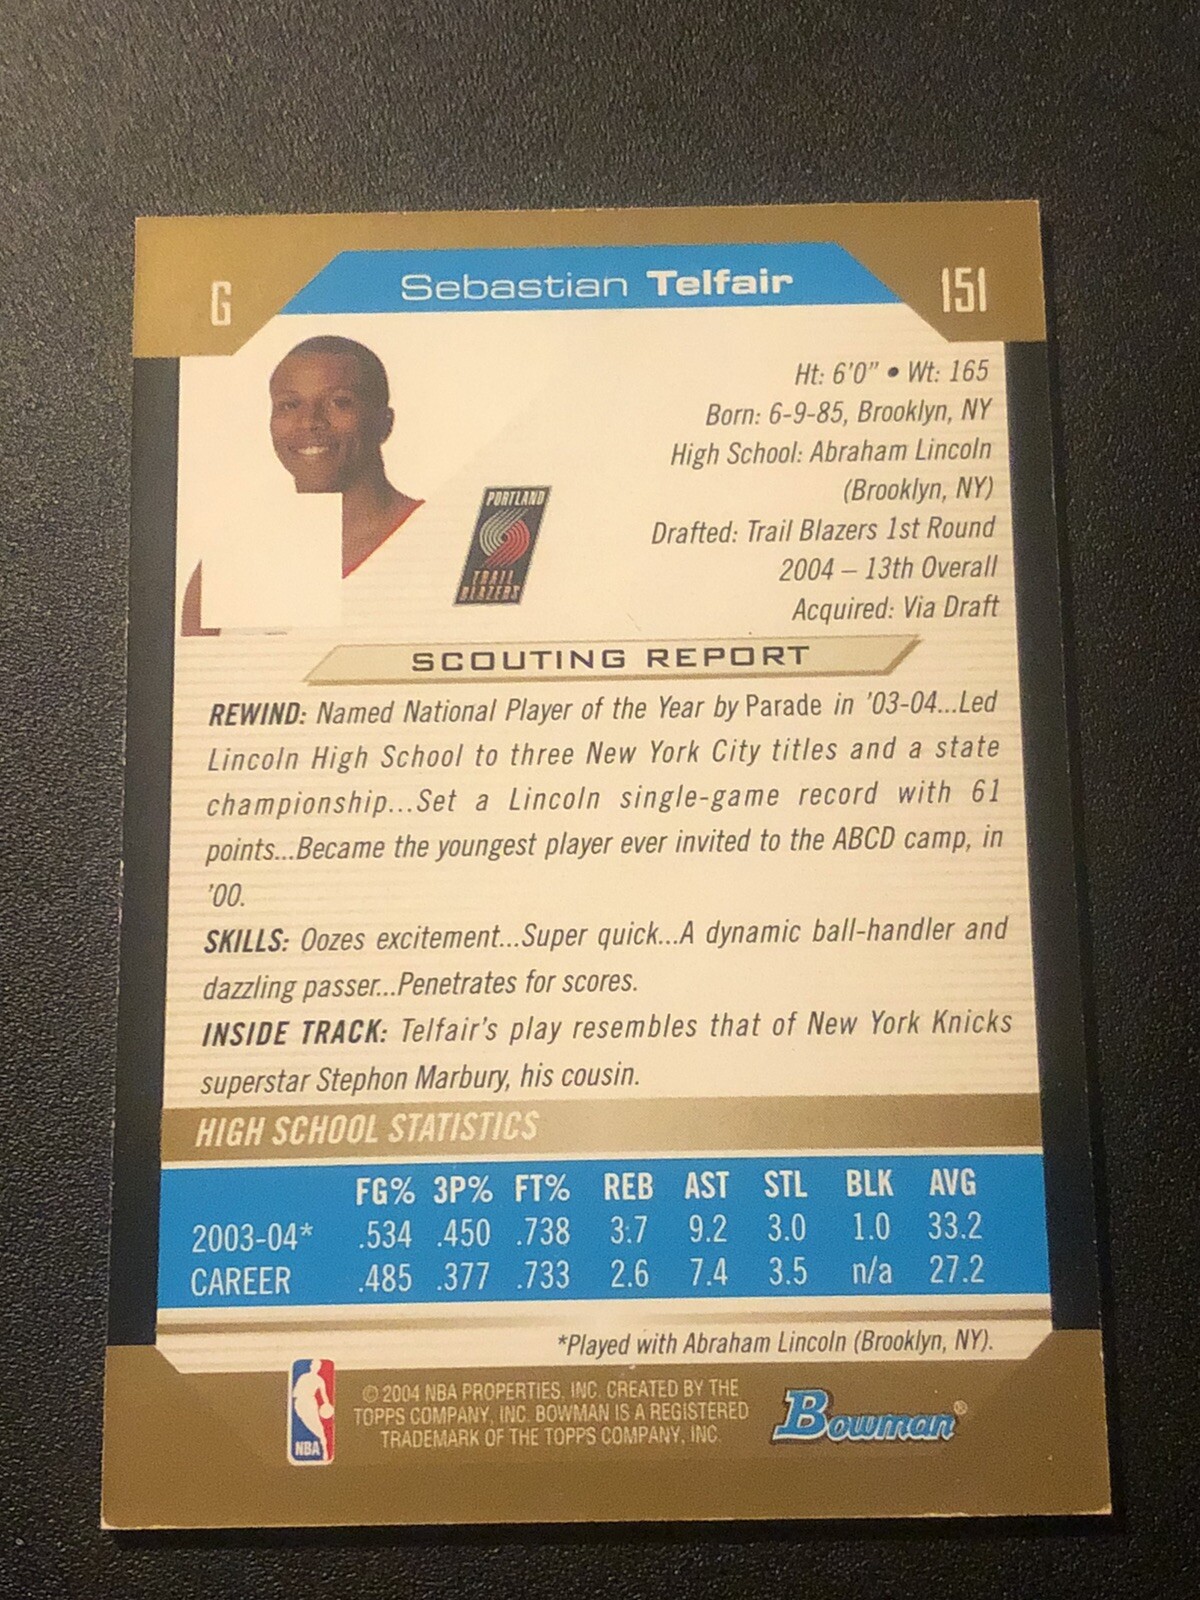 G
Sebastian Telfair
151
Ht: 6'0" • Wt: 165
Born: 6-9-85, Brooklyn, NY
High School: Abraham Lincoln
(Brooklyn, NY)
Drafted: Trail Blazers 1st Round
2004 – 13th Overall
Acquired: Via Draft
PORTLAND
TRAIL
BLAZERS
SCOUTING REPORT
REWIND: Named National Player of the Year by Parade in '03-04...Led
Lincoln High School to three New York City titles and a state
championship...Set a Lincoln single-game record with 61
points...Became the youngest player ever invited to the ABCD camp, in
'00.
SKILLS: Oozes excitement...Super quick...A dynamic ball-handler and
dazzling passer...Penetrates for scores.
INSIDE TRACK: Telfair's play resembles that of New York Knicks
superstar Stephon Marbury, his cousin.
HIGH SCHOOL STATISTICS
FG% 3P% FT% REB AST STL BLK AVG
2003-04* .534 .450 .738 3.7 9.2 3.0 1.0 33.2
CAREER .485 .377 .733 2.6 7.4 3.5 n/a 27.2
*Played with Abraham Lincoln (Brooklyn, NY).
NBA
© 2004 NBA PROPERTIES, INC. CREATED BY THE
TOPPS COMPANY, INC. BOWMAN IS A REGISTERED
TRADEMARK OF THE TOPPS COMPANY, INC.
Bowman®